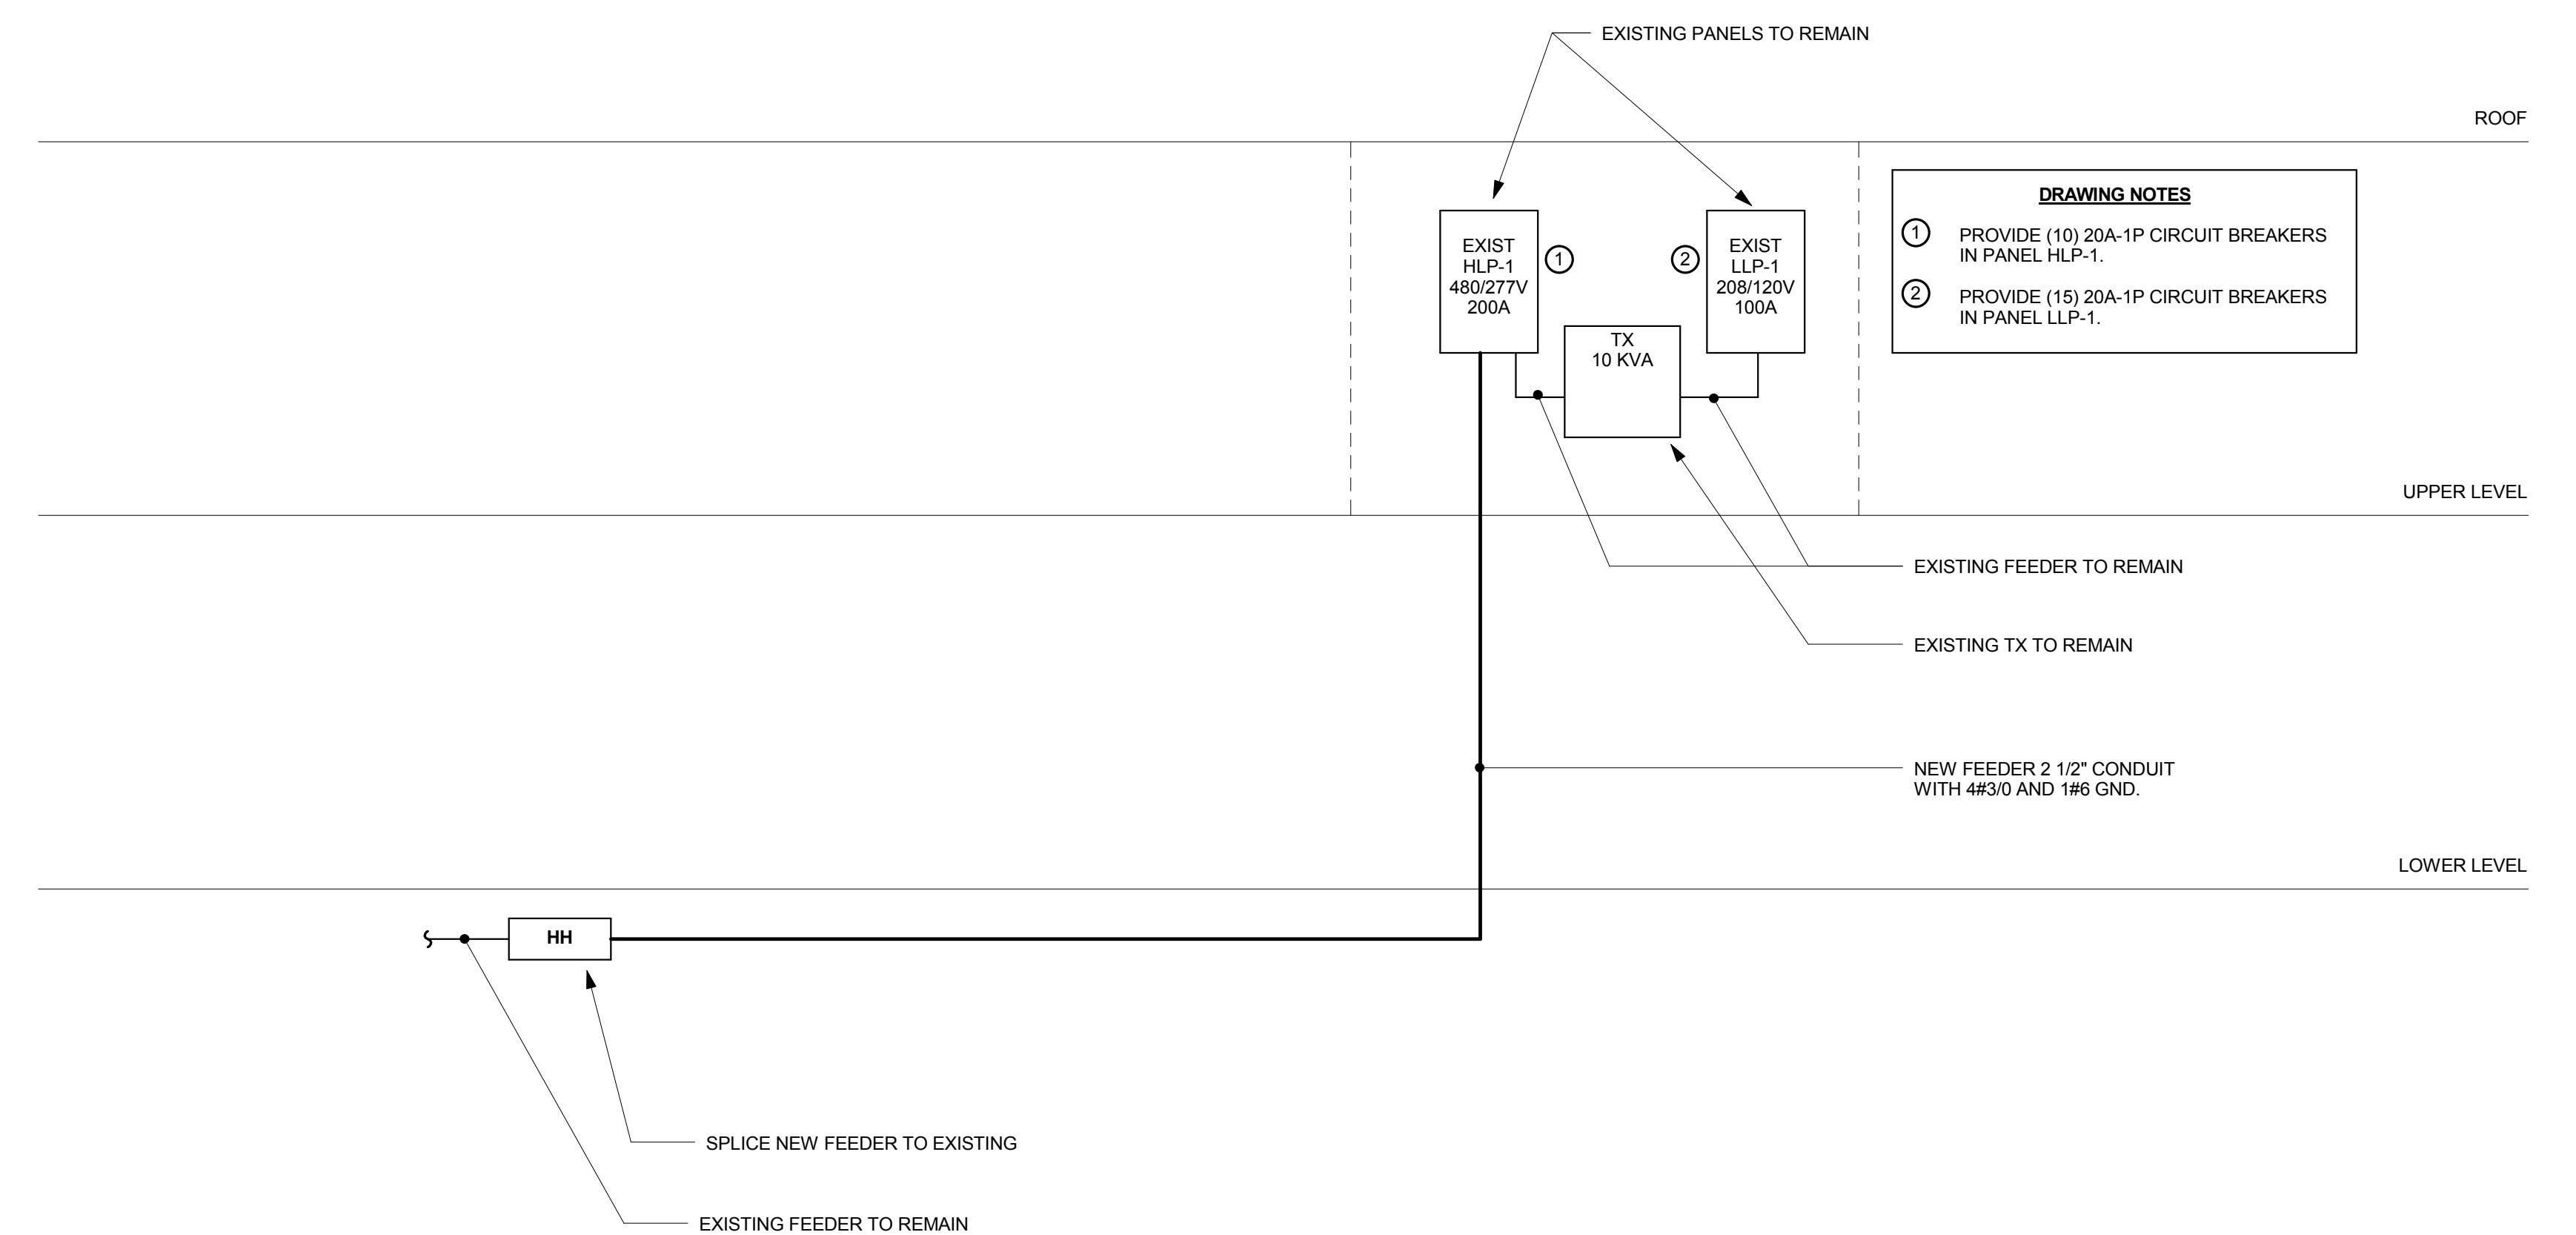 EXISTING PANELS TO REMAIN
ROOF
DRAWING NOTES
1 PROVIDE (10) 20A-1P CIRCUIT BREAKERS
IN PANEL HLP-1.
2 PROVIDE (15) 20A-1P CIRCUIT BREAKERS
IN PANEL LLP-1.
EXIST
HLP-1
480/277V
200A
1
2
EXIST
LLP-1
208/120V
100A
TX
10 KVA
UPPER LEVEL
EXISTING FEEDER TO REMAIN
EXISTING TX TO REMAIN
NEW FEEDER 2 1/2" CONDUIT
WITH 4#3/0 AND 1#6 GND.
LOWER LEVEL
HH
SPLICE NEW FEEDER TO EXISTING
EXISTING FEEDER TO REMAIN